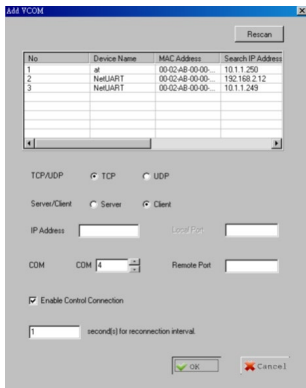 Add VCOM
Rescan
No Device Name MAC Address Search IP Address
1 at 00-02-AB-00-00-... 10.1.1.250
2 NetUART 00-02-AB-00-00-... 192.168.2.12
3 NetUART 00-02-AB-00-00-... 10.1.1.249
TCP/UDP TCP UDP
Server/Client Server Client
IP Address Local Port
COM COM 4 Remote Port
Enable Control Connection
1 second(s) for reconnection interval.
OK Cancel